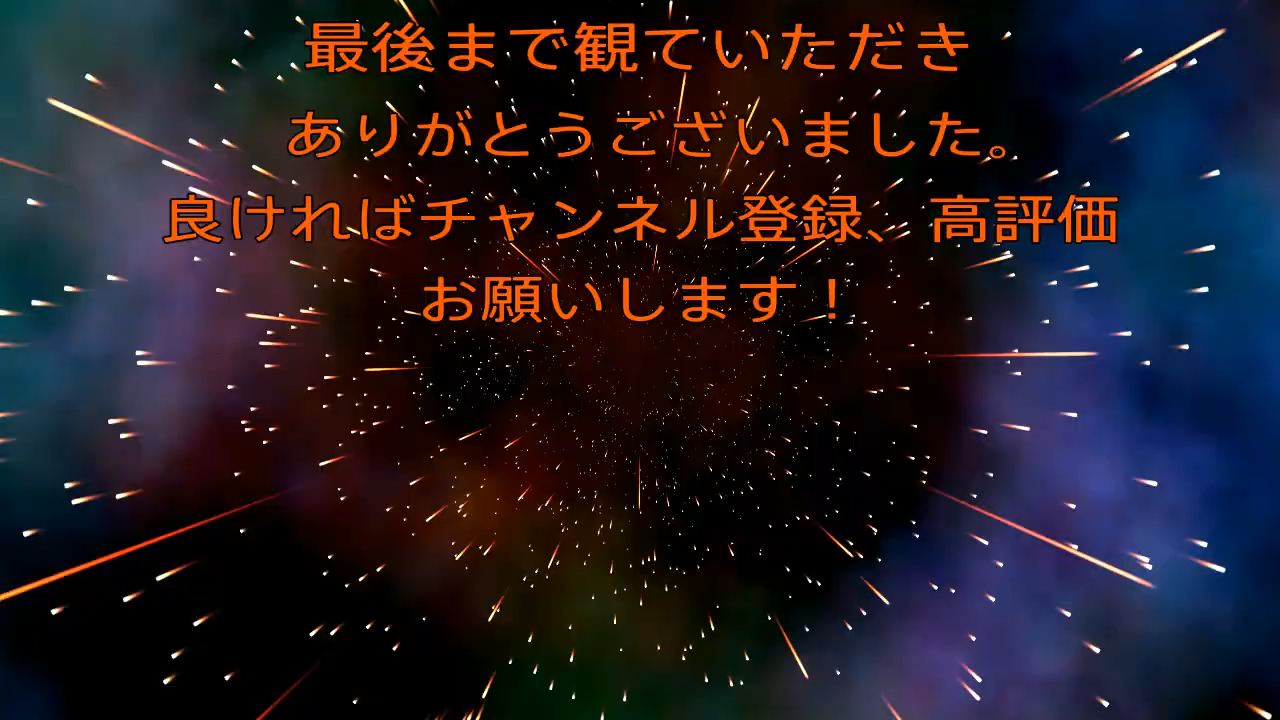 最後まで観ていただき
ありがとうございました。
良ければチャンネル登録、高評価
お願いします！